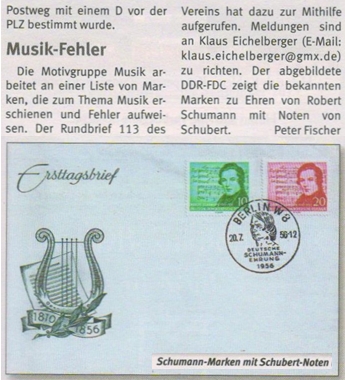 Postweg mit einem D vor der
PLZ bestimmt wurde.
Musik-Fehler
Die Motivgruppe Musik ar-
beitet an einer Liste von Mar-
ken, die zum Thema Musik er-
schienen und Fehler aufwei-
sen. Der Rundbrief 113 des
Vereins hat dazu zur Mithilfe
aufgerufen. Meldungen sind
an Klaus Eichelberger (E-Mail:
klaus.eichelberger@gmx.de)
zu richten. Der abgebildete
DDR-FDC zeigt die bekannten
Marken zu Ehren von Robert
Schumann mit Noten von
Schubert. Peter Fischer
Ersttagsbrief
10
20
BERLIN W8
20.7. 56-12
DEUTSCHE
SCHUMANN-
EHRUNG
1956
1810
1856
Schumann-Marken mit Schubert-Noten